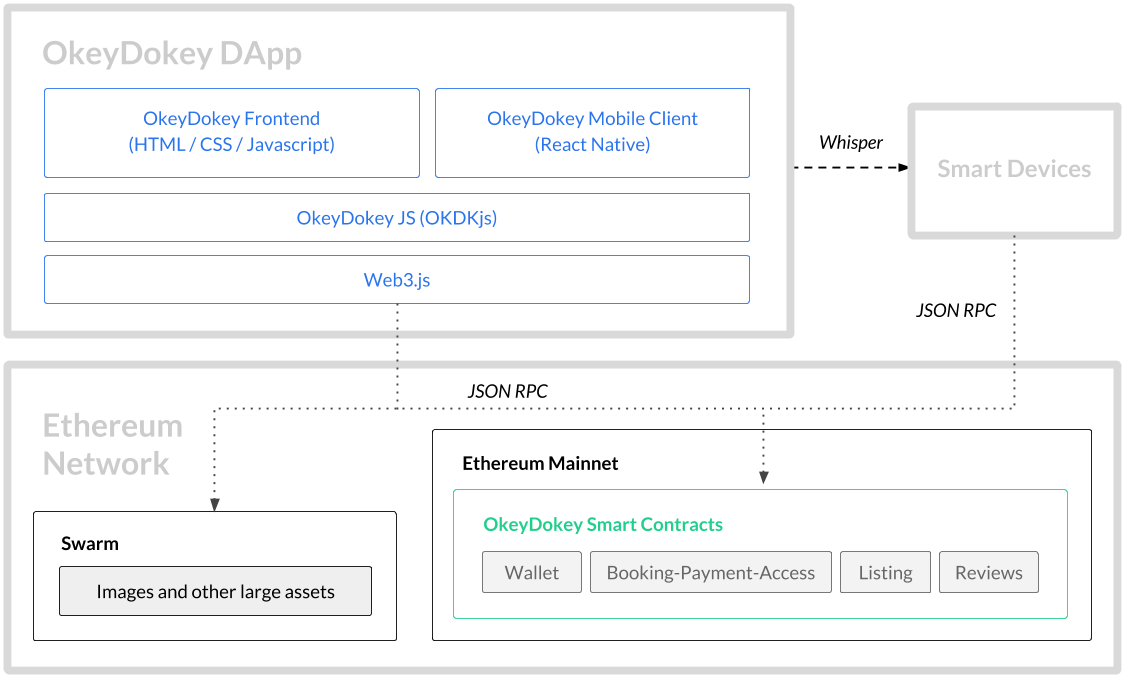 OkeyDokey DApp
OkeyDokey Frontend
(HTML / CSS / Javascript)
OkeyDokey Mobile Client
(React Native)
OkeyDokey JS (OKDKjs)
Web3.js
Whisper
Smart Devices
JSON RPC
JSON RPC
Ethereum
Network
Swarm
Images and other large assets
Ethereum Mainnet
OkeyDokey Smart Contracts
Wallet
Booking-Payment-Access
Listing
Reviews